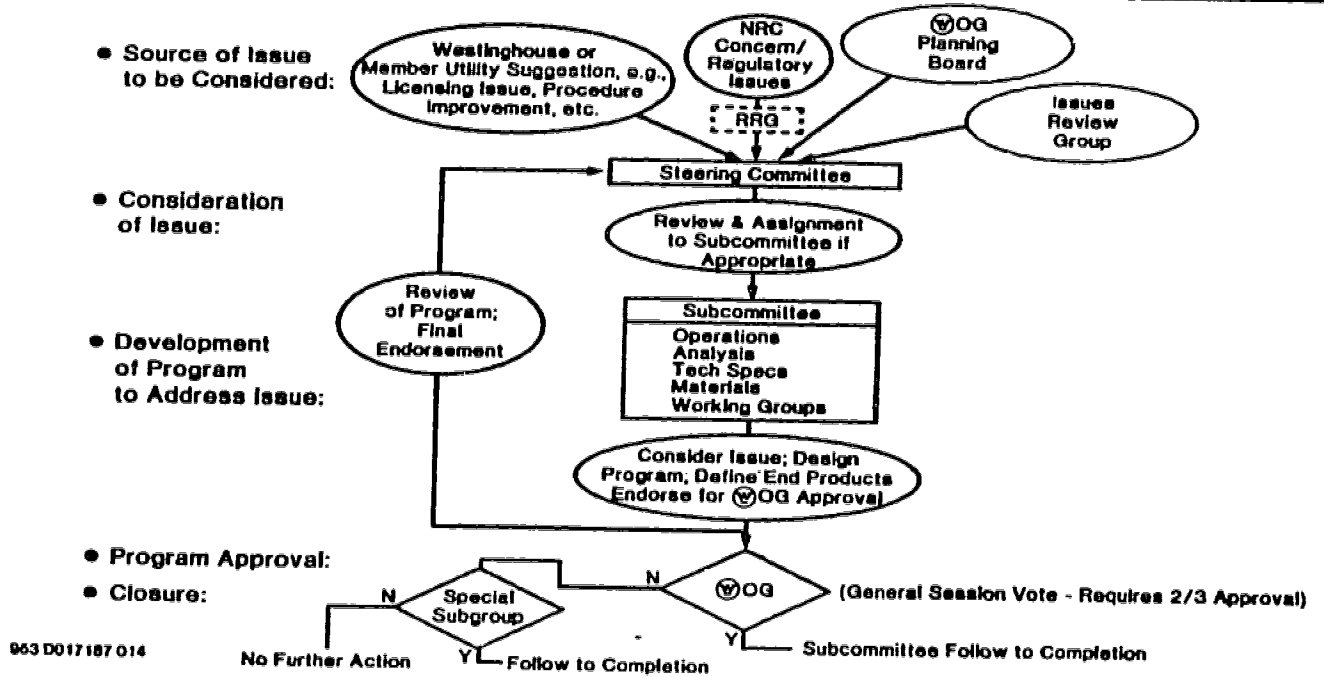 ● Source of Issue
to be Considered:
Westinghouse or
Member Utility Suggestion, e.g.,
Licensing Issue, Procedure
Improvement, etc.
NRC
Concern/
Regulatory
Issues
RRG
ⓌOG
Planning
Board
Issues
Review
Group
Steering Committee
● Consideration
of Issue:
Review & Assignment
to Subcommittee if
Appropriate
Review
of Program;
Final
Endorsement
Subcommittee
Operations
Analysis
Tech Specs
Materials
Working Groups
● Development
of Program
to Address Issue:
Consider Issue; Design
Program; Define End Products
Endorse for ⓌOG Approval
● Program Approval:
● Closure:
N
Special
Subgroup
N
ⓌOG
(General Session Vote - Requires 2/3 Approval)
Y
Subcommittee Follow to Completion
No Further Action
Y
Follow to Completion
953 D017187 014